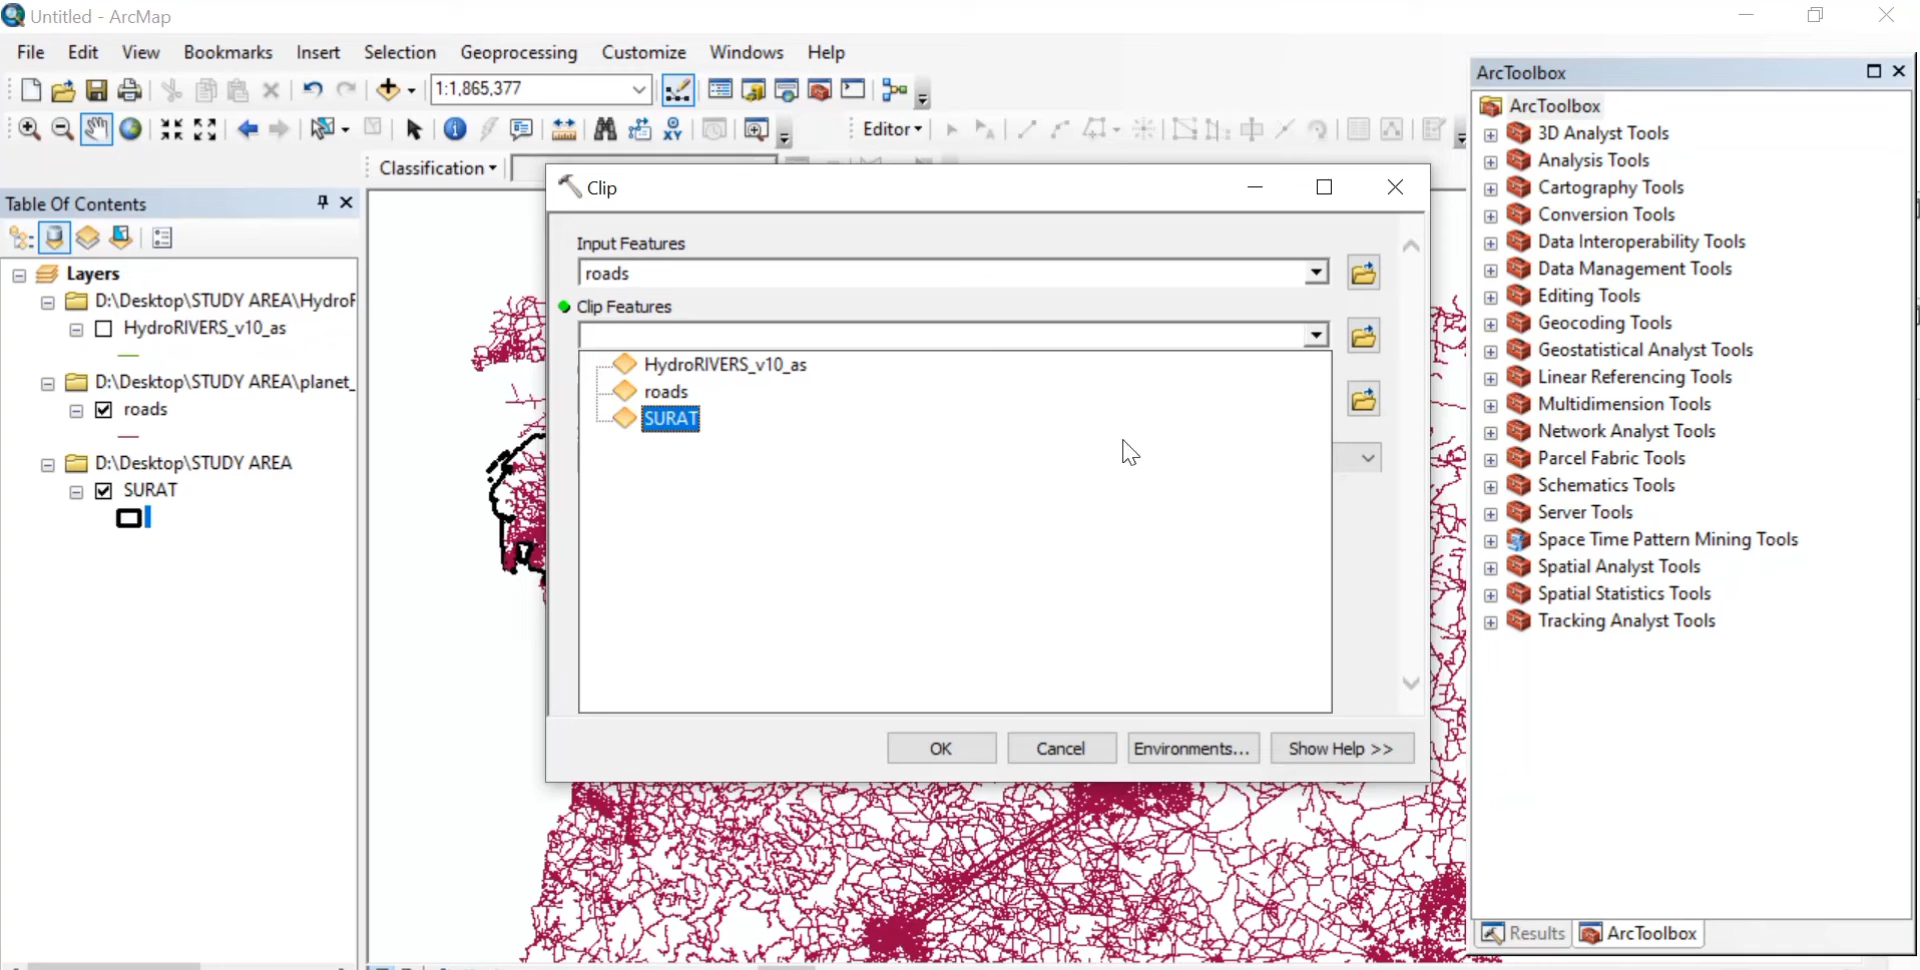 Untitled - ArcMap
File Edit View Bookmarks Insert Selection Geoprocessing Customize Windows Help
1:1,865,377
Editor
Classification
Table Of Contents
Layers
D:\Desktop\STUDY AREA\HydroF
HydroRIVERS_v10_as
D:\Desktop\STUDY AREA\planet_
roads
D:\Desktop\STUDY AREA
SURAT
Clip
Input Features
roads
Clip Features
HydroRIVERS_v10_as
roads
SURAT
OK Cancel Environments... Show Help >>
ArcToolbox
ArcToolbox
3D Analyst Tools
Analysis Tools
Cartography Tools
Conversion Tools
Data Interoperability Tools
Data Management Tools
Editing Tools
Geocoding Tools
Geostatistical Analyst Tools
Linear Referencing Tools
Multidimension Tools
Network Analyst Tools
Parcel Fabric Tools
Schematics Tools
Server Tools
Space Time Pattern Mining Tools
Spatial Analyst Tools
Spatial Statistics Tools
Tracking Analyst Tools
Results ArcToolbox